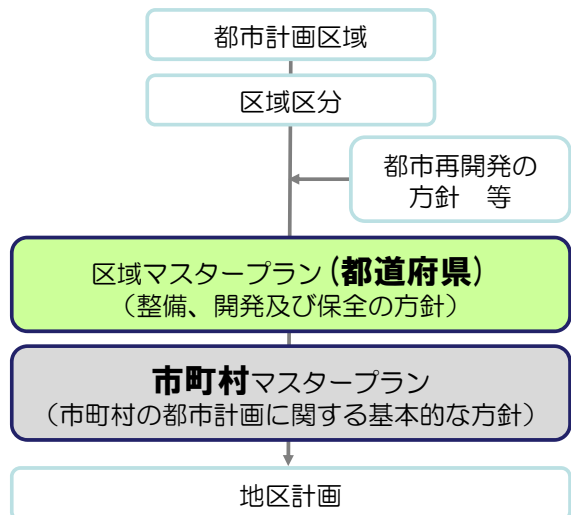 都市計画区域
区域区分
都市再開発の
方針　等
区域マスタープラン（都道府県）
（整備、開発及び保全の方針）
市町村マスタープラン
（市町村の都市計画に関する基本的な方針）
地区計画